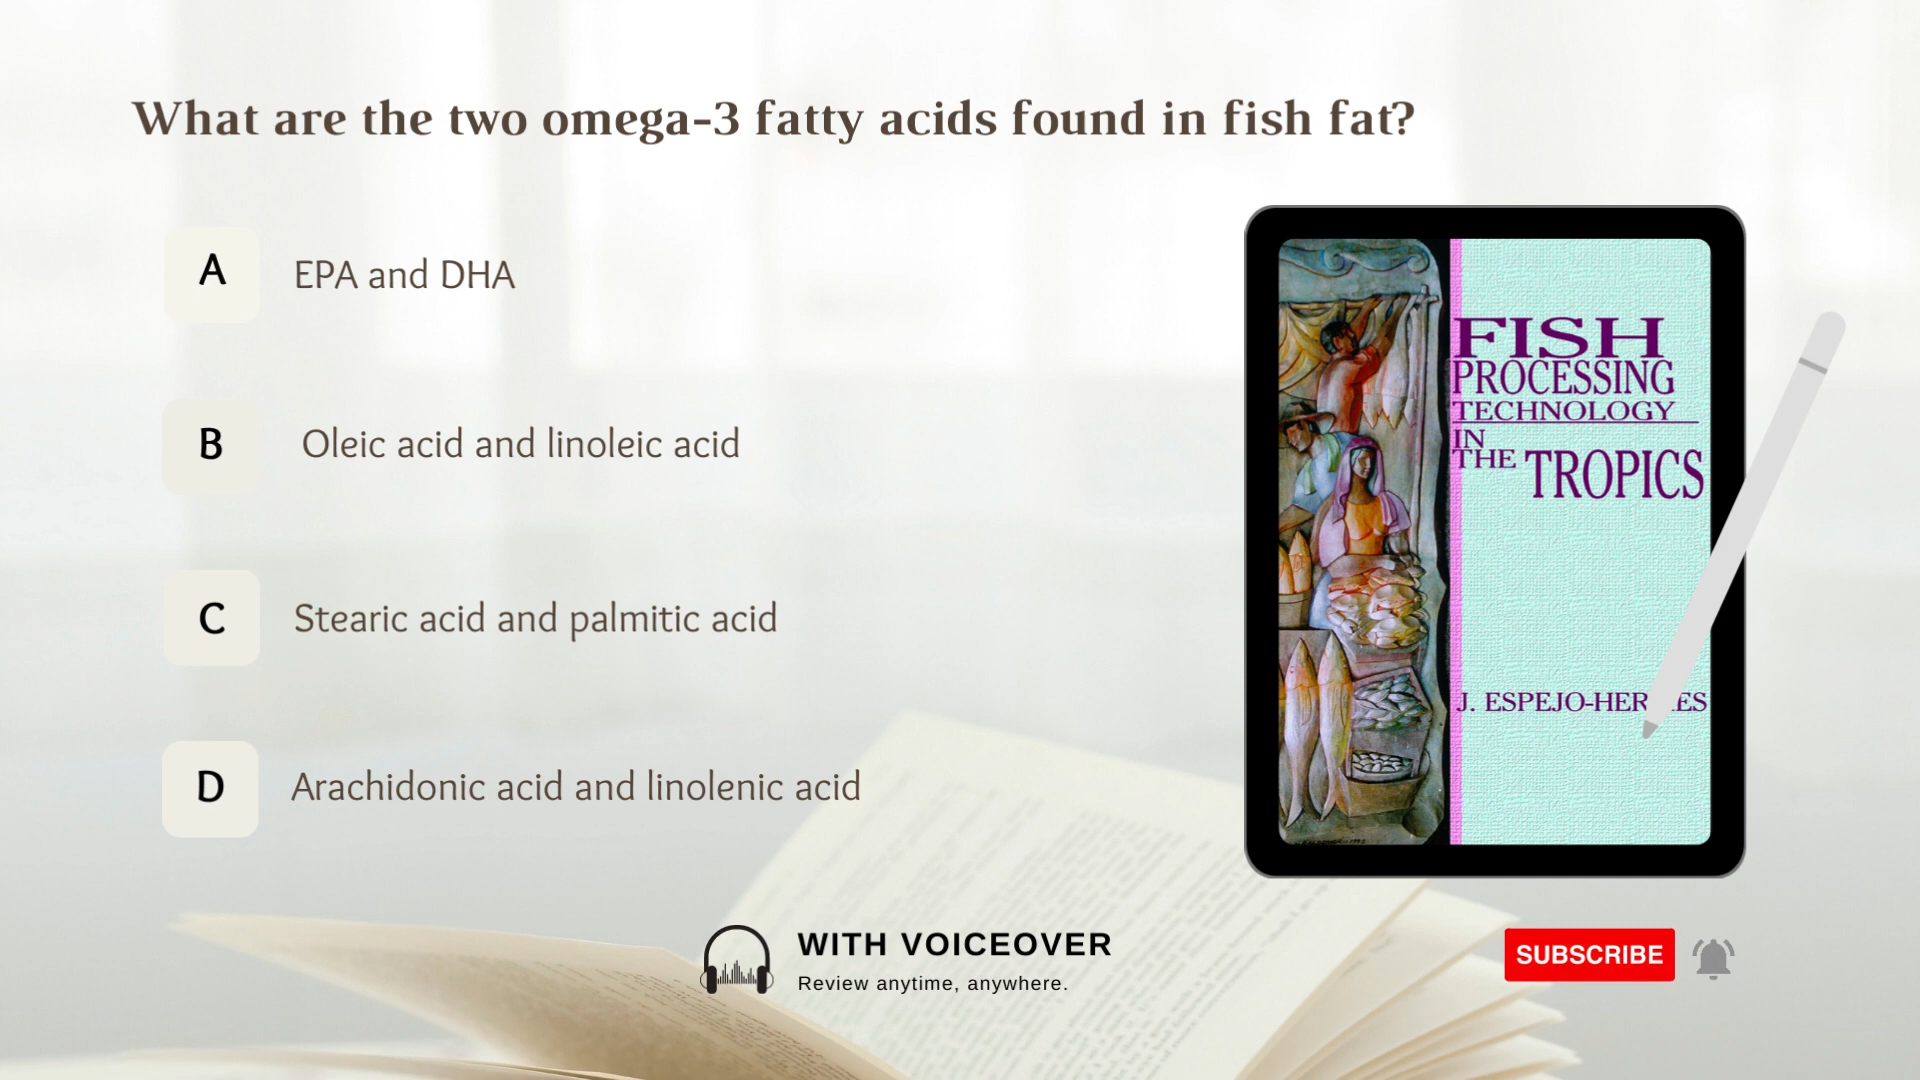 What are the two omega-3 fatty acids found in fish fat?
A
EPA and DHA
B
Oleic acid and linoleic acid
C
Stearic acid and palmitic acid
D
Arachidonic acid and linolenic acid
FISH
PROCESSING
TECHNOLOGY
IN
THE TROPICS
J.
WITH VOICEOVER
Review anytime, anywhere.
SUBSCRIBE